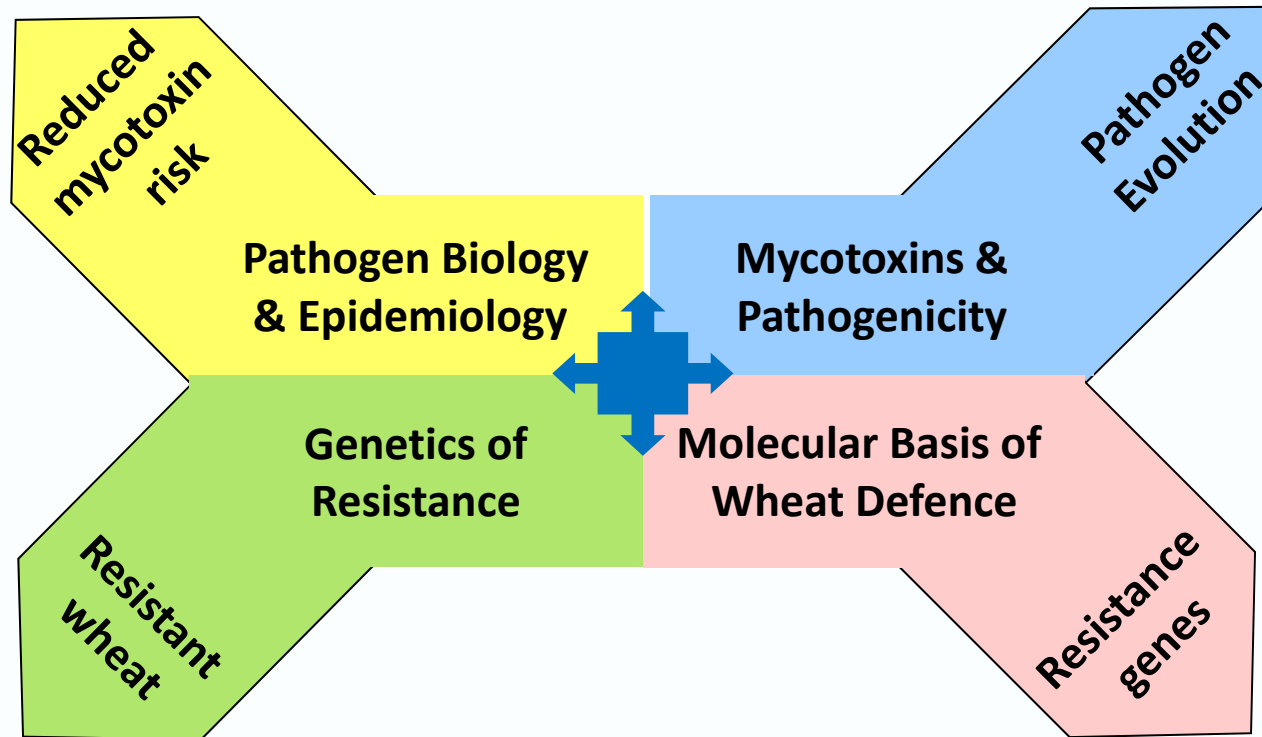 Reduced
mycotoxin
risk
Pathogen
Evolution
Pathogen Biology
& Epidemiology
Mycotoxins &
Pathogenicity
Genetics of
Resistance
Molecular Basis of
Wheat Defence
Resistant
wheat
Resistance
genes